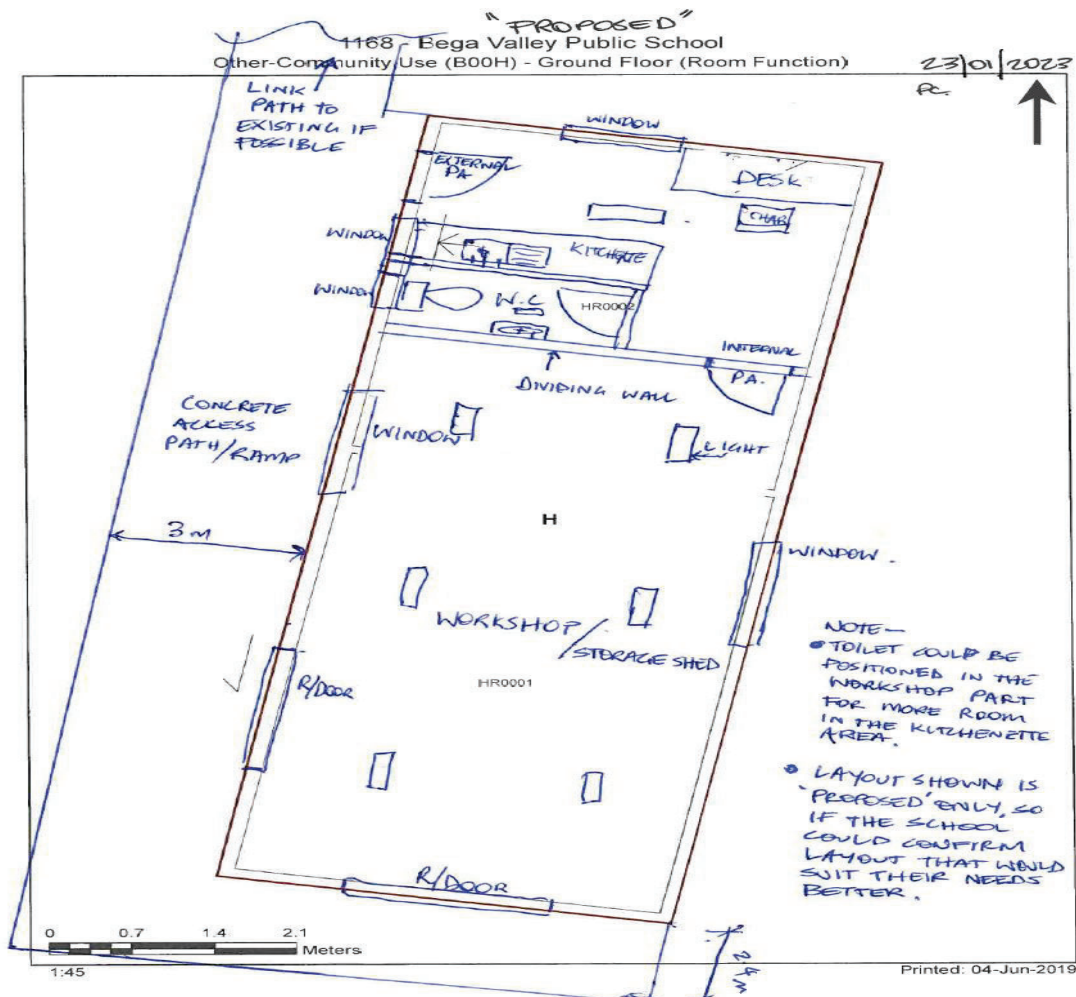 "PROPOSED"
1168 - Bega Valley Public School
Other-Community Use (B00H) - Ground Floor (Room Function)
23/01/2023
PC.
LINK
PATH TO
EXISTING IF
POSSIBLE
WINDOW
EXTERNAL
PA
DESK
CHAIR
WINDOW
KITCHENETTE
WINDOW
W.C
HR0002
INTERNAL
PA.
DIVIDING WALL
CONCRETE
ACCESS
PATH/RAMP
WINDOW
LIGHT
H
3m
WINDOW.
WORKSHOP/
STORAGE SHED
HR0001
R/DOOR
NOTE-
• TOILET COULD BE
POSITIONED IN THE
WORKSHOP PART
FOR MORE ROOM
IN THE KITCHENETTE
AREA.
• LAYOUT SHOWN IS
'PROPOSED' ONLY, SO
IF THE SCHOOL
COULD CONFIRM
LAYOUT THAT WOULD
SUIT THEIR NEEDS
BETTER.
R/DOOR
0 0.7 1.4 2.1
Meters
1:45
2.4m
Printed: 04-Jun-2019